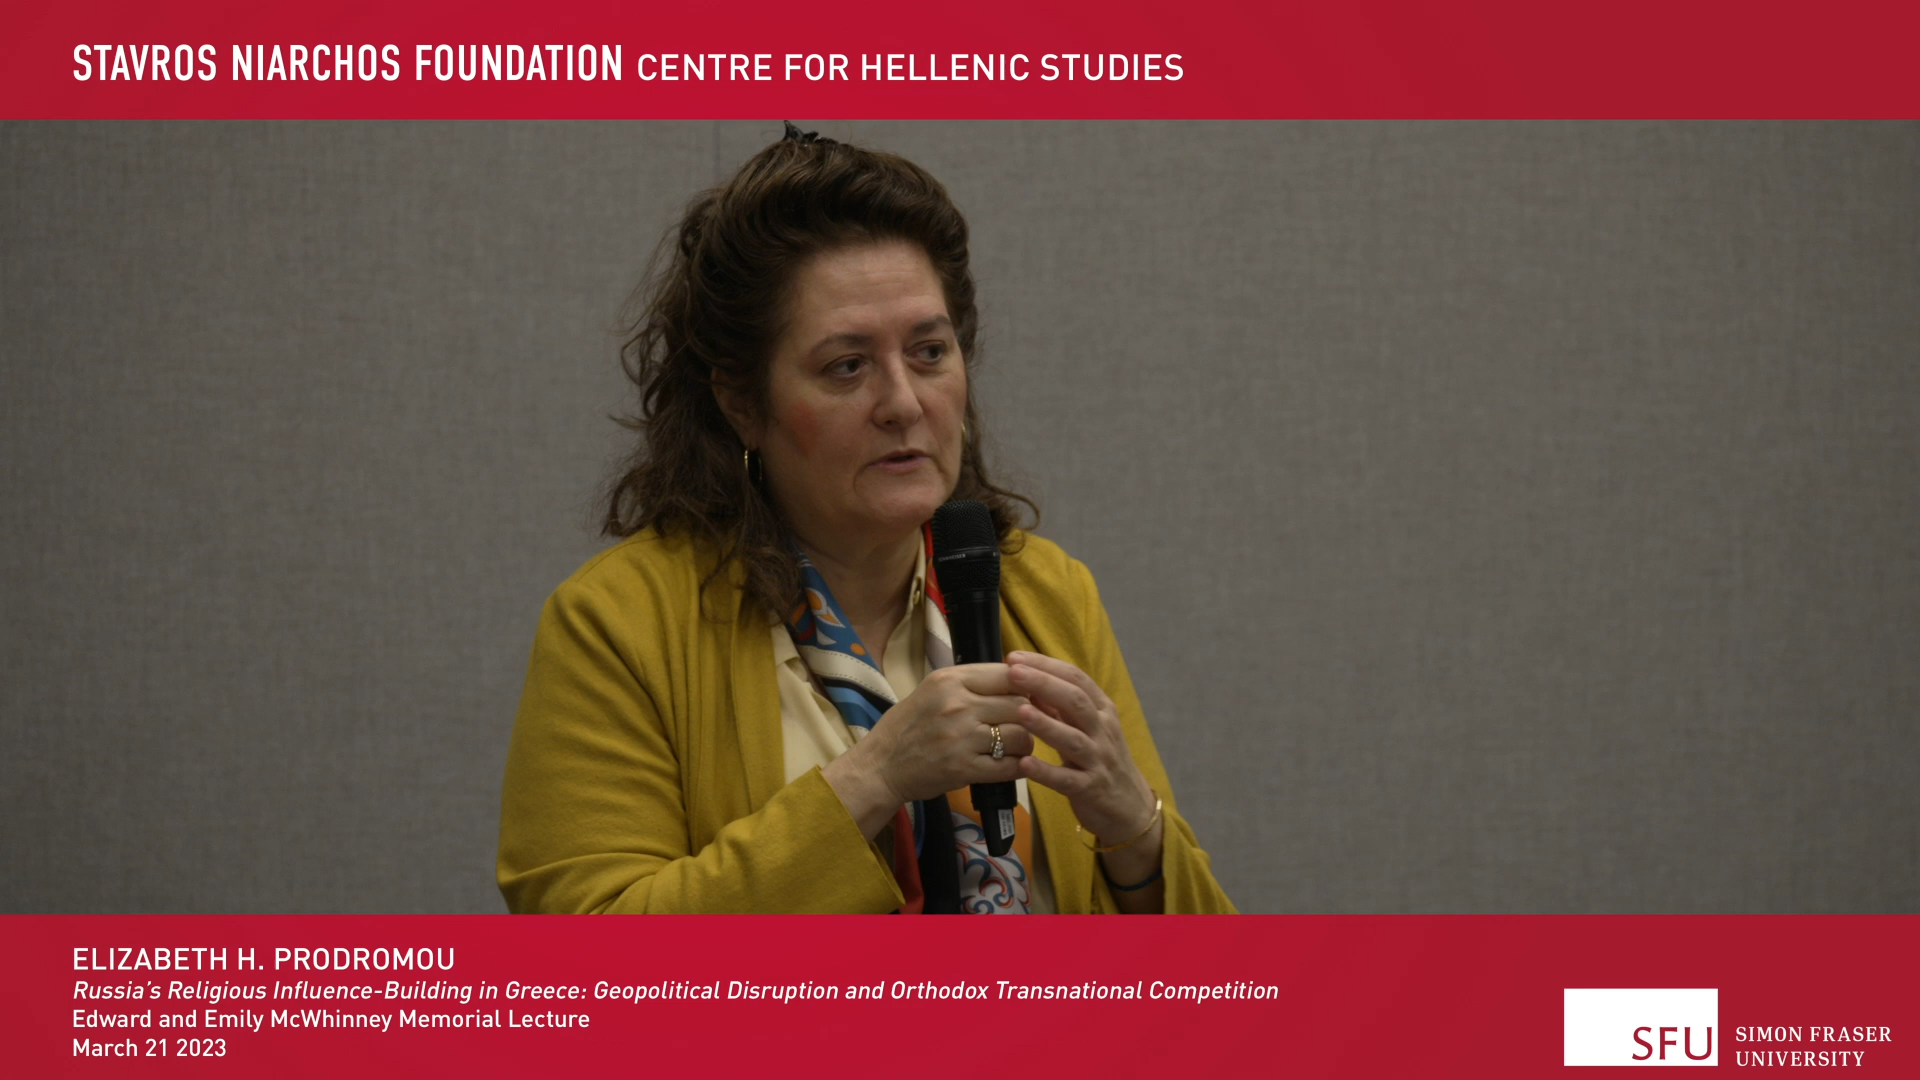 STAVROS NIARCHOS FOUNDATION CENTRE FOR HELLENIC STUDIES
ELIZABETH H. PRODROMOU
Russia's Religious Influence-Building in Greece: Geopolitical Disruption and Orthodox Transnational Competition
Edward and Emily McWhinney Memorial Lecture
March 21 2023
SFU SIMON FRASER
UNIVERSITY